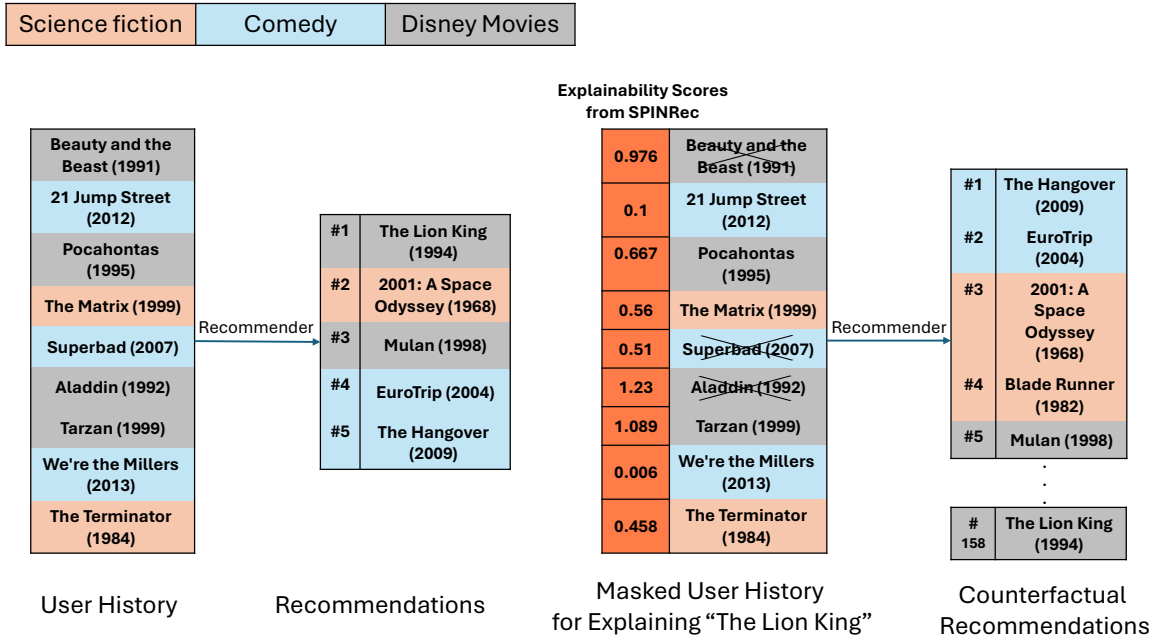 Science fiction
Comedy
Disney Movies
Beauty and the
Beast (1991)
21 Jump Street
(2012)
Pocahontas
(1995)
The Matrix (1999)
Superbad (2007)
Aladdin (1992)
Tarzan (1999)
We're the Millers
(2013)
The Terminator
(1984)
User History
Recommender
#1
The Lion King
(1994)
#2
2001: A Space
Odyssey (1968)
#3
Mulan (1998)
#4
EuroTrip (2004)
#5
The Hangover
(2009)
Recommendations
Explainability Scores
from SPINRec
0.976
Beauty and the
Beast (1991)
0.1
21 Jump Street
(2012)
0.667
Pocahontas
(1995)
0.56
The Matrix (1999)
0.51
Superbad (2007)
1.23
Aladdin (1992)
1.089
Tarzan (1999)
0.006
We're the Millers
(2013)
0.458
The Terminator
(1984)
Masked User History
for Explaining “The Lion King”
Recommender
#1
The Hangover
(2009)
#2
EuroTrip
(2004)
#3
2001: A
Space
Odyssey
(1968)
#4
Blade Runner
(1982)
#5
Mulan (1998)
.
.
.
#
158
The Lion King
(1994)
Counterfactual
Recommendations